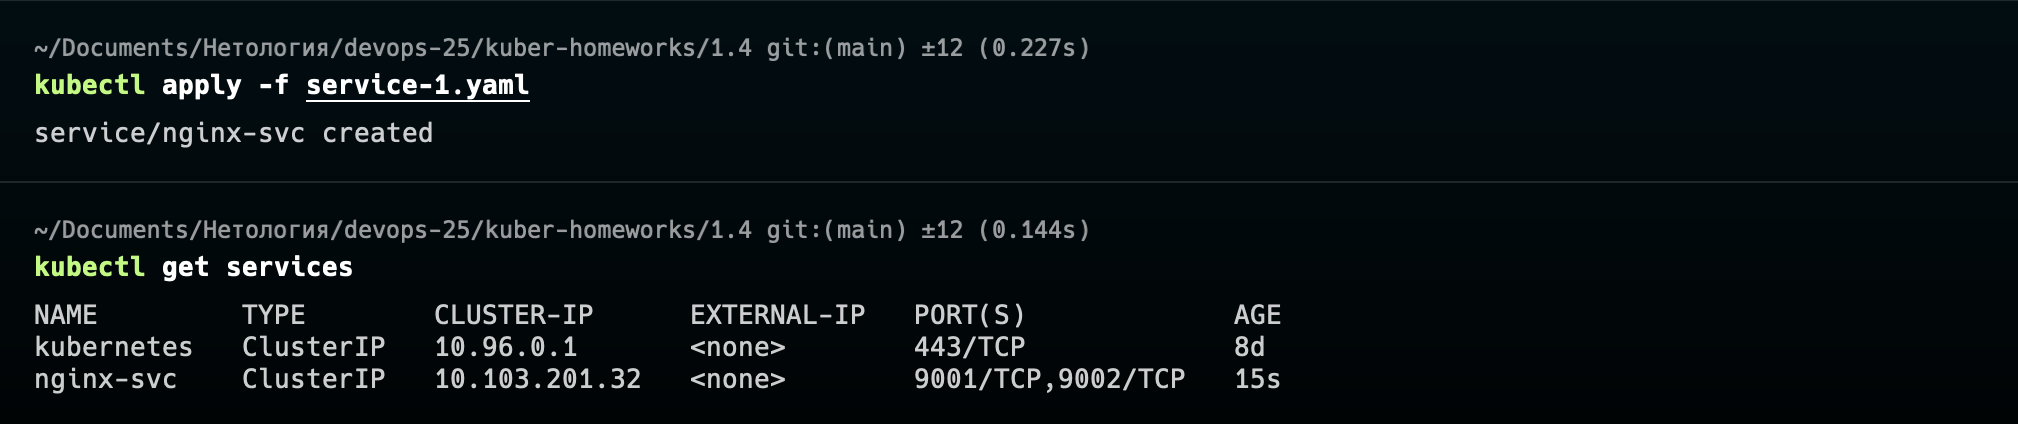 ~/Documents/Нетология/devops-25/kuber-homeworks/1.4 git:(main) ±12 (0.227s)
kubectl apply -f service-1.yaml
service/nginx-svc created
~/Documents/Нетология/devops-25/kuber-homeworks/1.4 git:(main) ±12 (0.144s)
kubectl get services
NAME         TYPE        CLUSTER-IP      EXTERNAL-IP   PORT(S)             AGE
kubernetes   ClusterIP   10.96.0.1       <none>        443/TCP             8d
nginx-svc    ClusterIP   10.103.201.32   <none>        9001/TCP,9002/TCP   15s